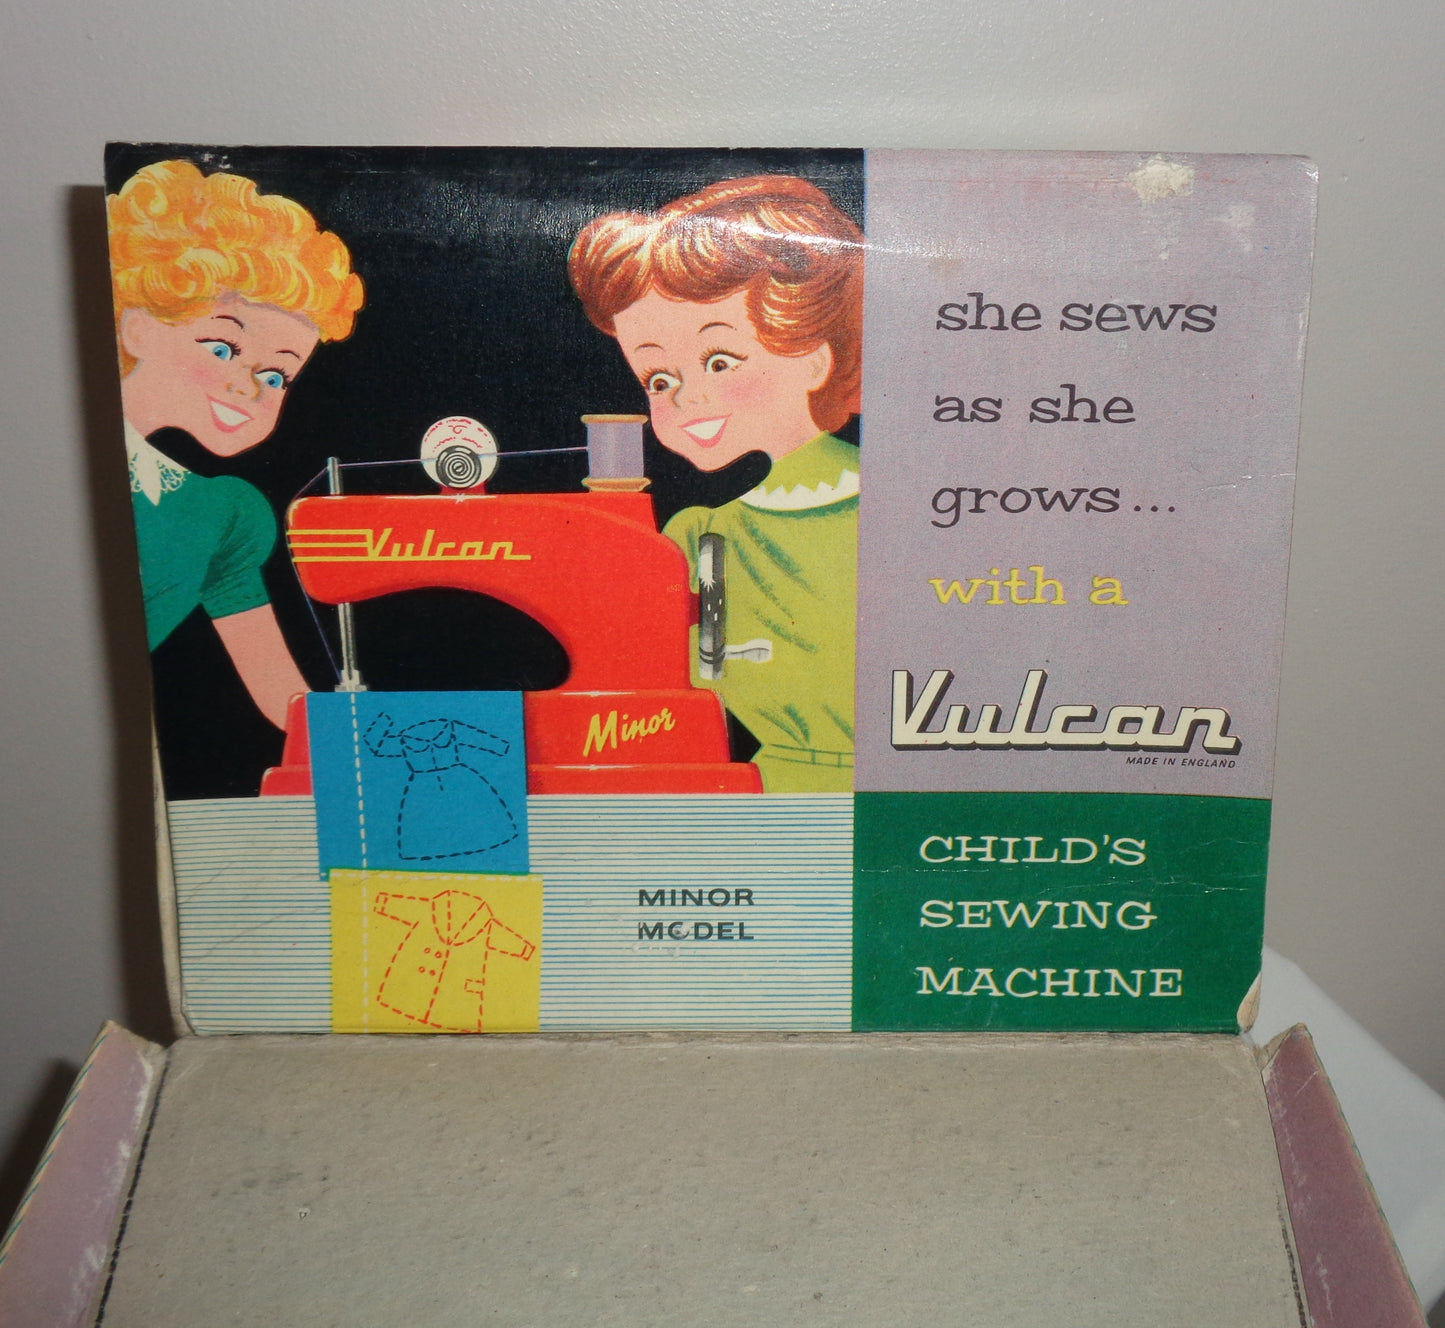 she sews
as she
grows...
with a
Vulcan
MADE IN ENGLAND
Vulcan
Minor
MINOR
MODEL
CHILD'S
SEWING
MACHINE